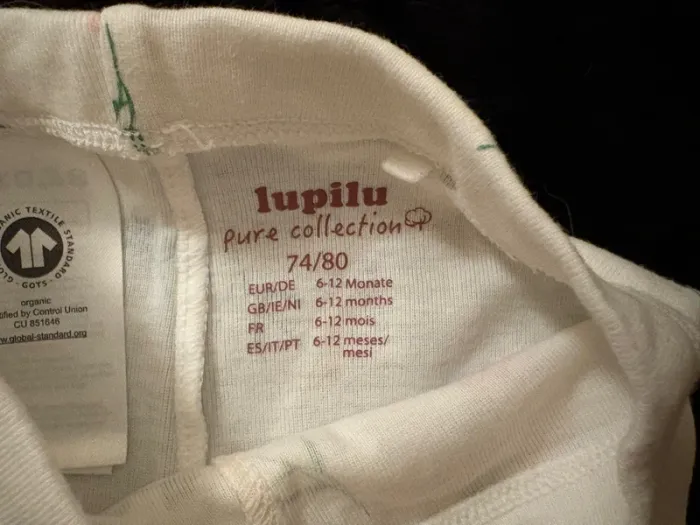 lupilu
pure collection
74/80
EUR/DE 6-12 Monate
GB/IE/NI 6-12 months
FR 6-12 mois
ES/IT/PT 6-12 meses/
mesi
ANIC TEXTILE STANDARD
GLO
GOTS
organic
tified by Control Union
CU 851646
w.global-standard.org